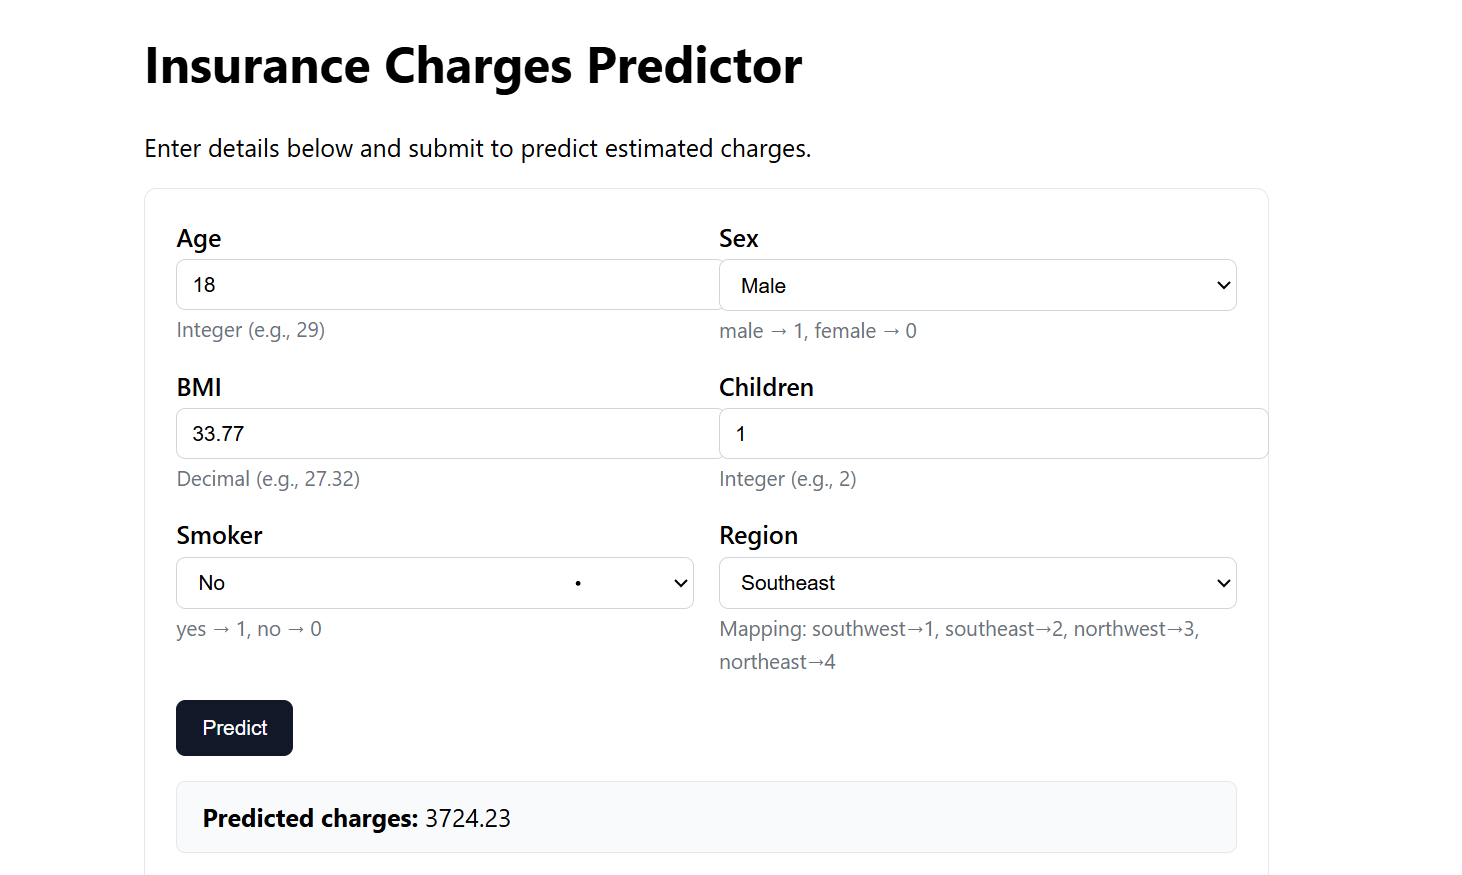 Insurance Charges Predictor
Enter details below and submit to predict estimated charges.
Age
18
Integer (e.g., 29)
Sex
Male
male → 1, female → 0
BMI
33.77
Decimal (e.g., 27.32)
Children
1
Integer (e.g., 2)
Smoker
No
yes → 1, no → 0
Region
Southeast
Mapping: southwest→1, southeast→2, northwest→3,
northeast→4
Predict
Predicted charges: 3724.23